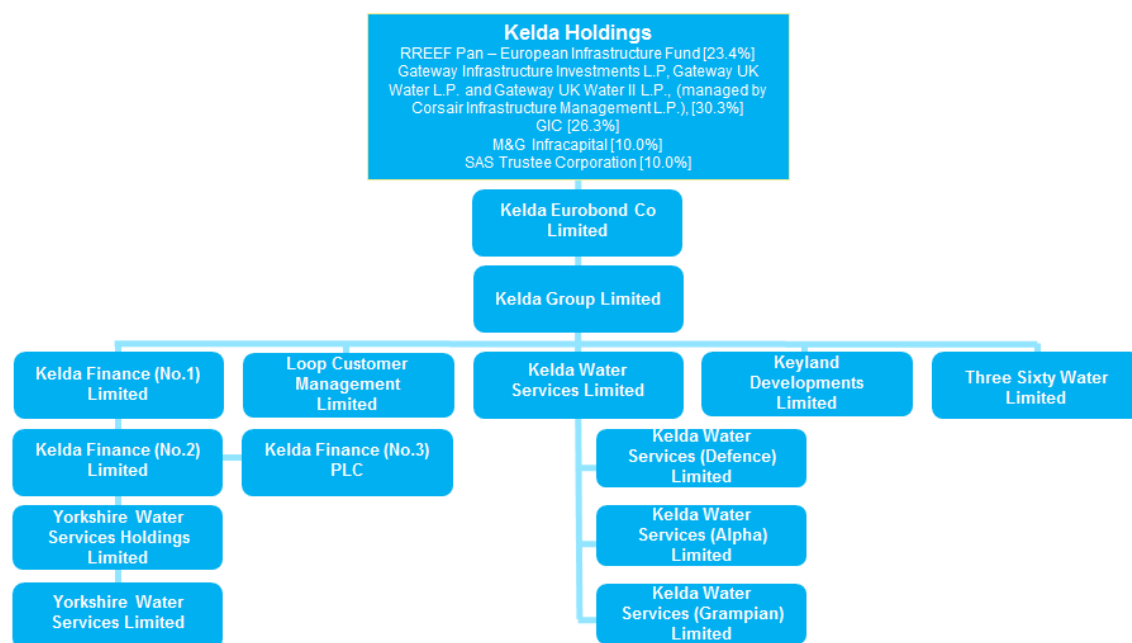 Kelda Holdings
RREEF Pan – European Infrastructure Fund [23.4%]
Gateway Infrastructure Investments L.P, Gateway UK
Water L.P. and Gateway UK Water II L.P., (managed by
Corsair Infrastructure Management L.P.), [30.3%]
GIC [26.3%]
M&G Infracapital [10.0%]
SAS Trustee Corporation [10.0%]
Kelda Eurobond Co
Limited
Kelda Group Limited
Kelda Finance (No.1)
Limited
Loop Customer
Management
Limited
Kelda Water
Services Limited
Keyland
Developments
Limited
Three Sixty Water
Limited
Kelda Finance (No.2)
Limited
Kelda Finance (No.3)
PLC
Kelda Water
Services (Defence)
Limited
Yorkshire Water
Services Holdings
Limited
Kelda Water
Services (Alpha)
Limited
Yorkshire Water
Services Limited
Kelda Water
Services (Grampian)
Limited